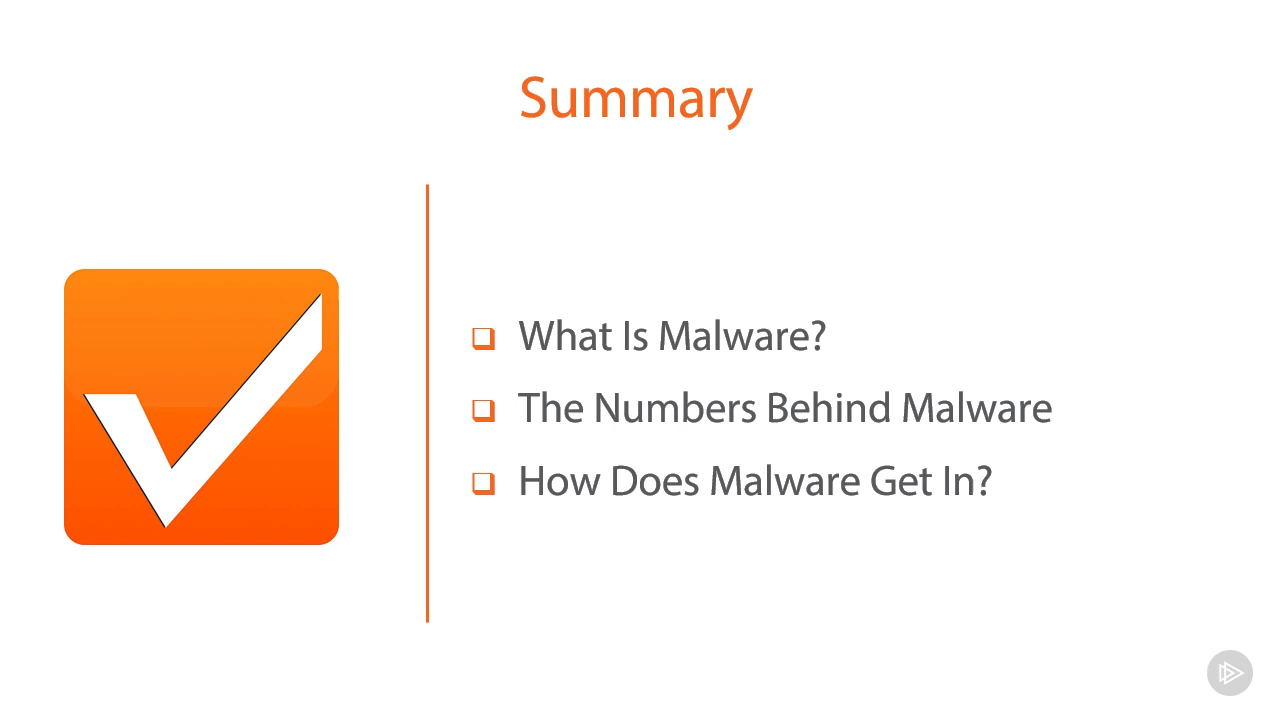 Summary
What Is Malware?
The Numbers Behind Malware
How Does Malware Get In?